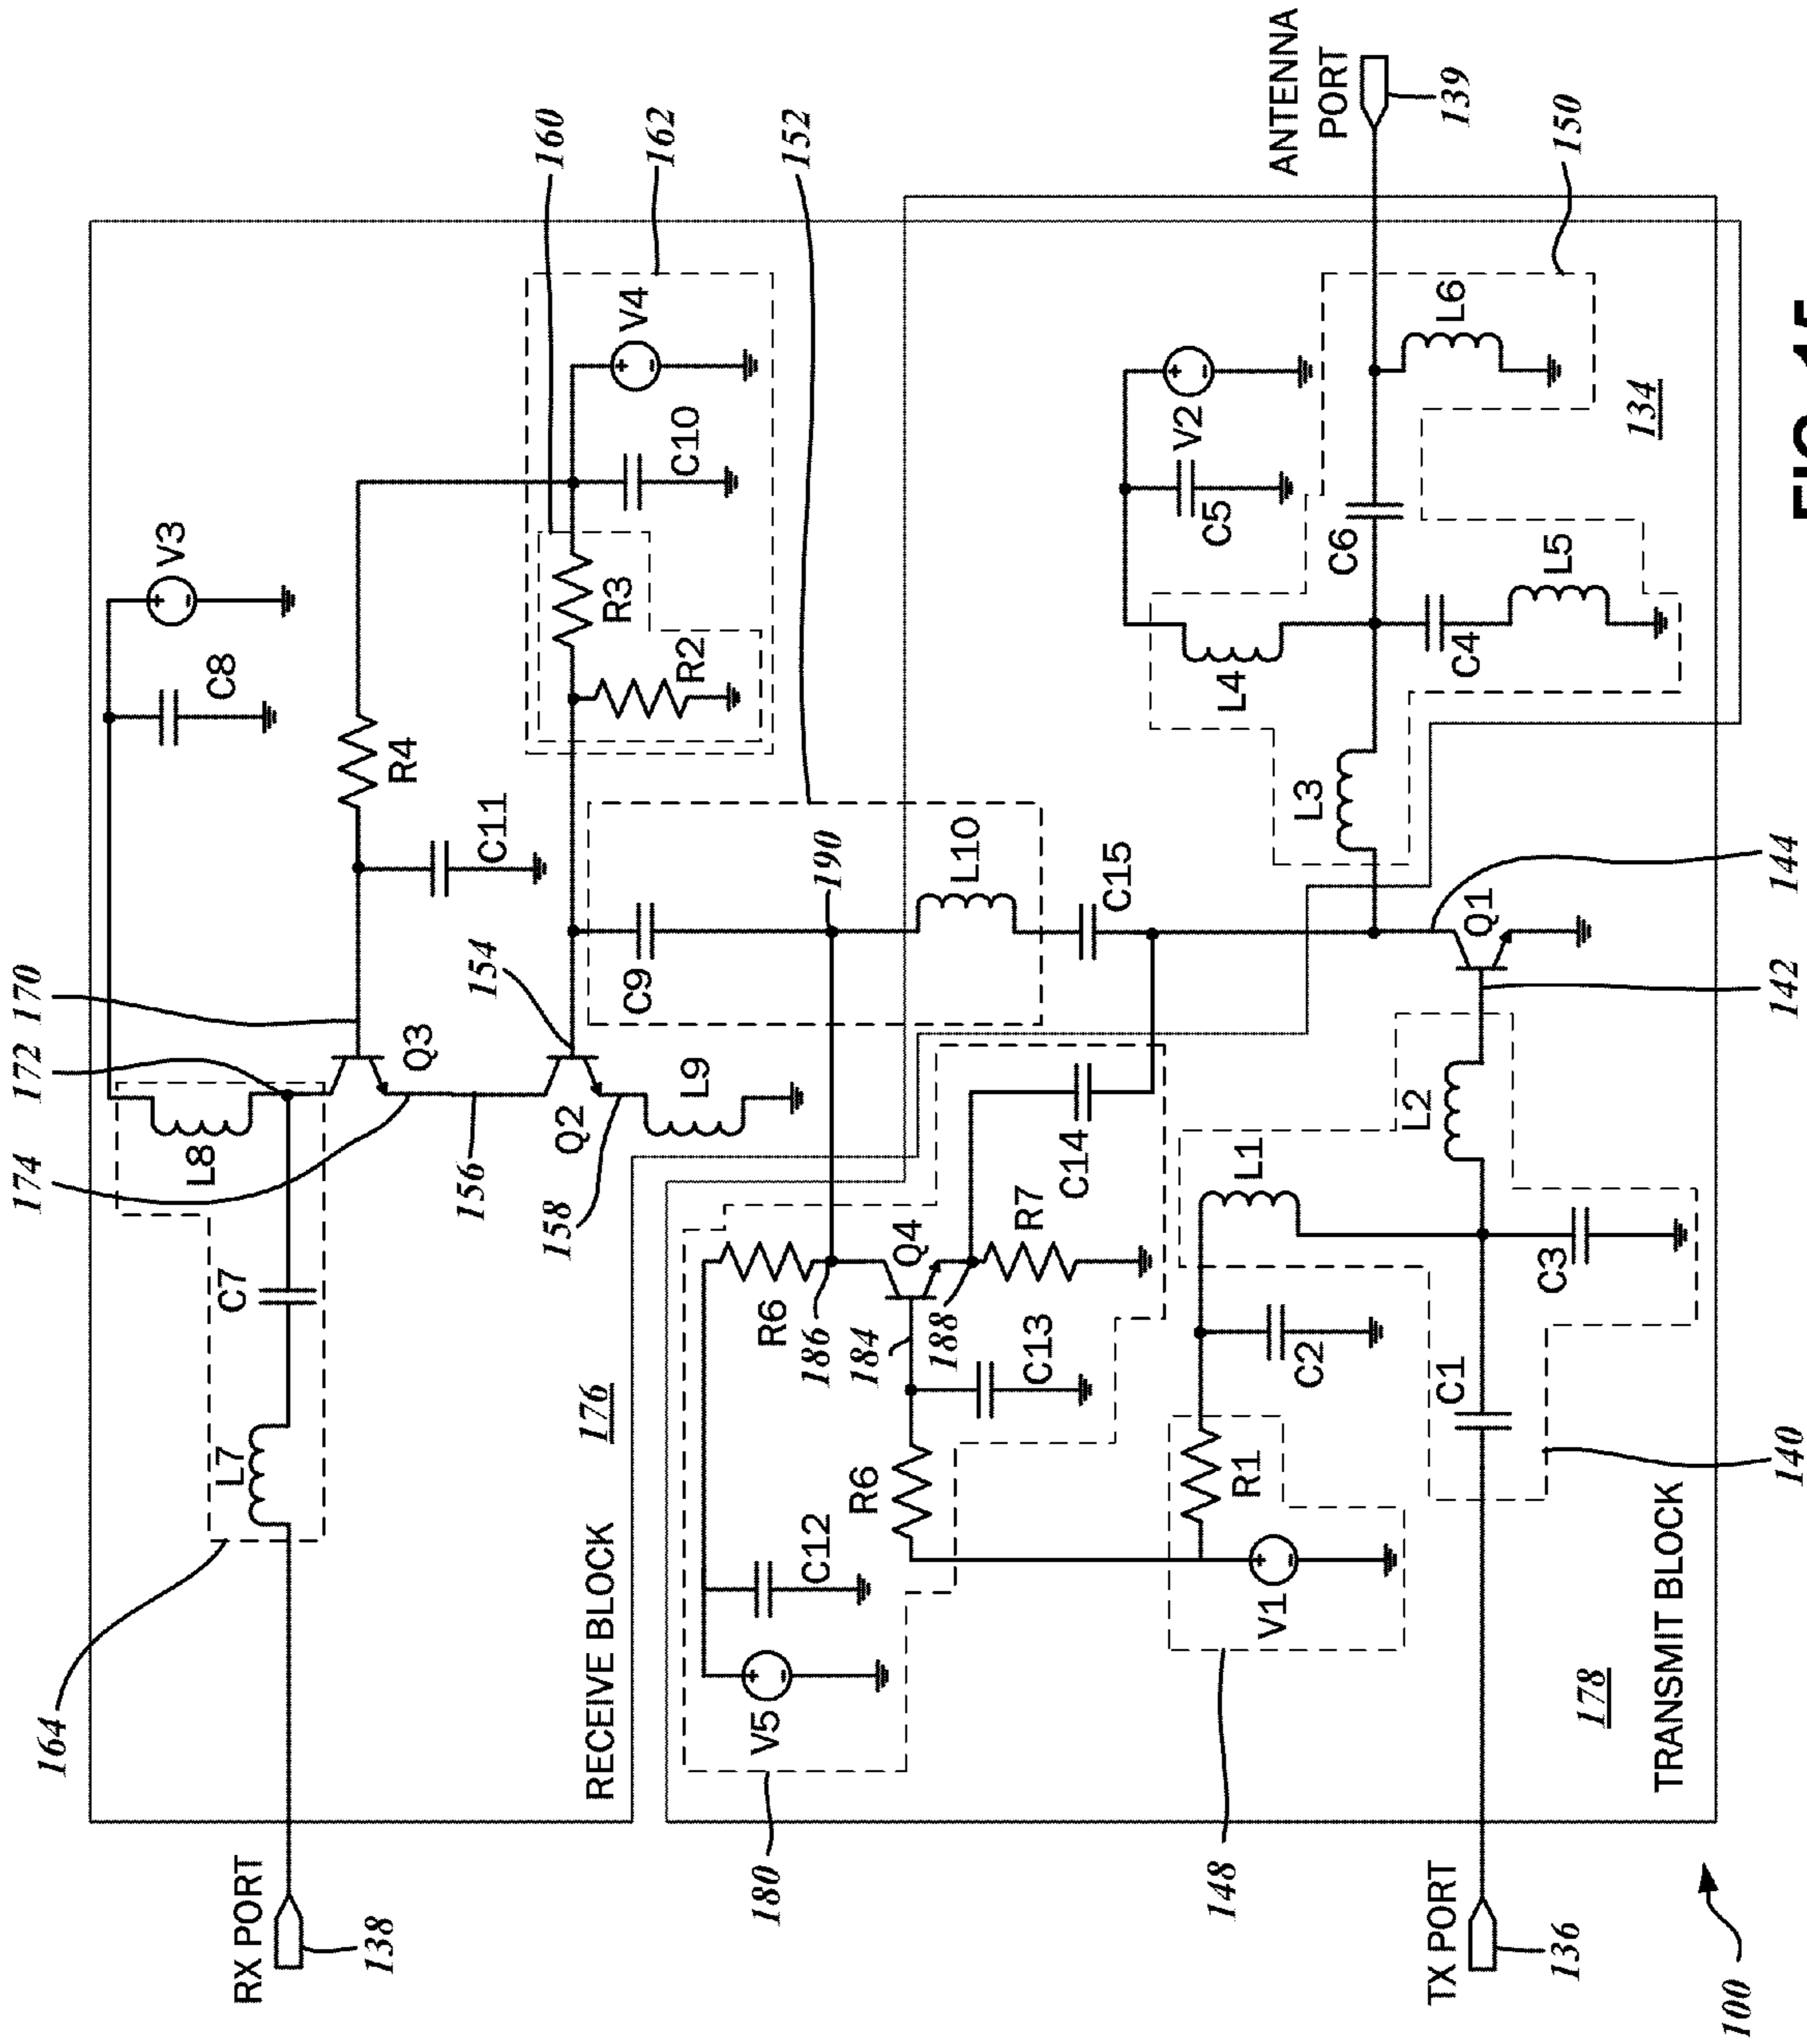 174
172
170
164
V3
L8
C8
L7
C7
RX PORT
138
R4
Q3
156
154
C11
160
158
Q2
176
RECEIVE BLOCK
R3
V4
C9
162
C10
R2
L9
V5
180
R6
152
C12
186
190
R6
184
Q4
188
L10
R7
C13
C14
C15
V2
C5
148
L4
R1
L1
V1
ANTENNA
PORT
L3
C2
C6
L2
TX PORT
C1
L6
139
C4
Q1
C3
L5
136
150
178
134
TRANSMIT BLOCK
100
142
144
140